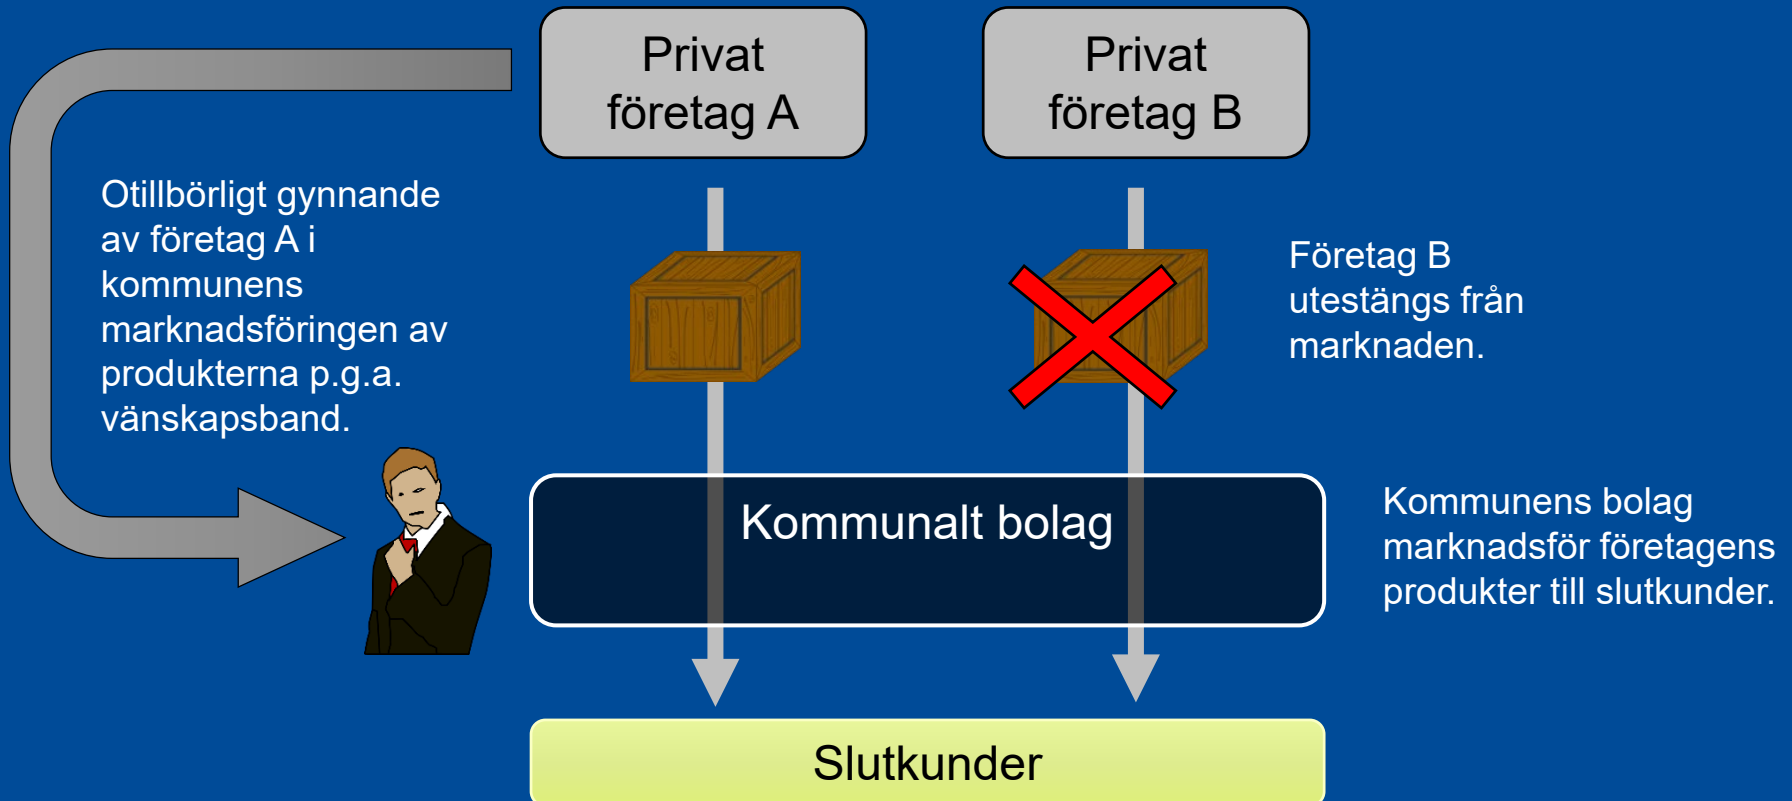 Privat
företag A
Privat
företag B
Otillbörligt gynnande
av företag A i
kommunens
marknadsföringen av
produkterna p.g.a.
vänskapsband.
Företag B
utestängs från
marknaden.
Kommunalt bolag
Kommunens bolag
marknadsför företagens
produkter till slutkunder.
Slutkunder